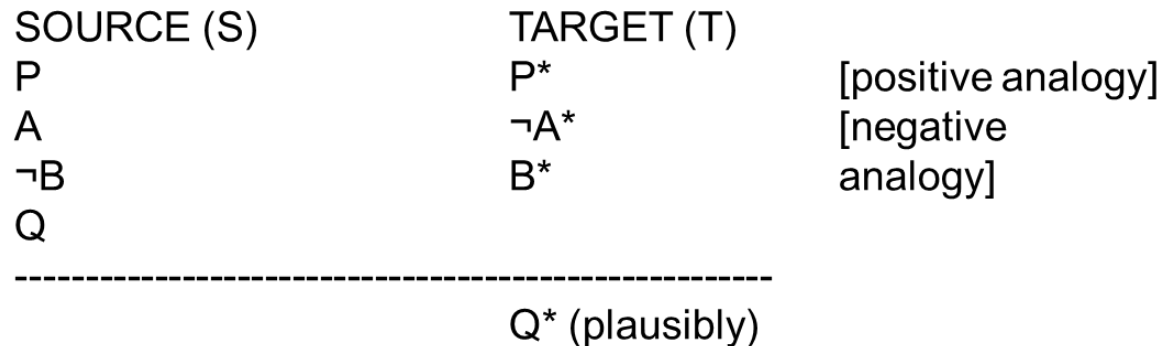 SOURCE (S) TARGET (T)
P P* [positive analogy]
A ¬A* [negative
¬B B* analogy]
Q
-------------------------------------------------------
Q* (plausibly)